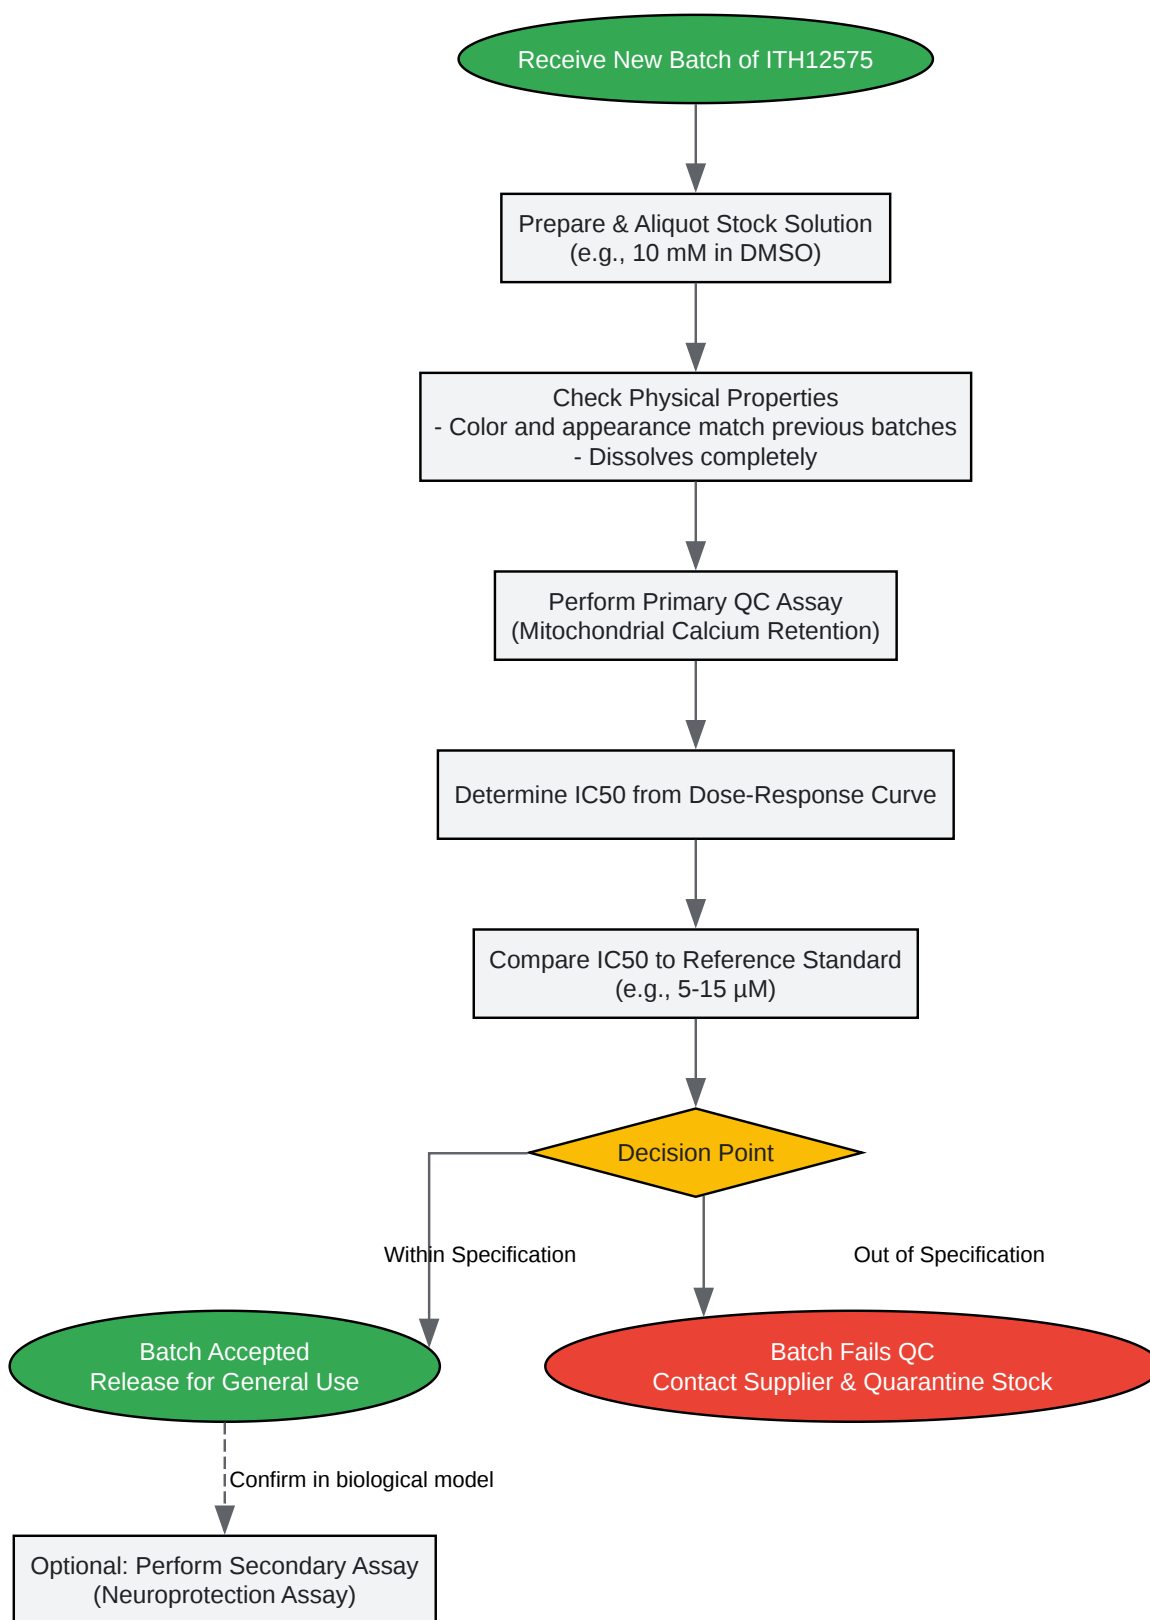 Receive New Batch of ITH12575
Prepare & Aliquot Stock Solution
(e.g., 10 mM in DMSO)
Check Physical Properties
- Color and appearance match previous batches
- Dissolves completely
Perform Primary QC Assay
(Mitochondrial Calcium Retention)
Determine IC50 from Dose-Response Curve
Compare IC50 to Reference Standard
(e.g., 5-15 µM)
Decision Point
Within Specification
Out of Specification
Batch Accepted
Release for General Use
Batch Fails QC
Contact Supplier & Quarantine Stock
Confirm in biological model
Optional: Perform Secondary Assay
(Neuroprotection Assay)